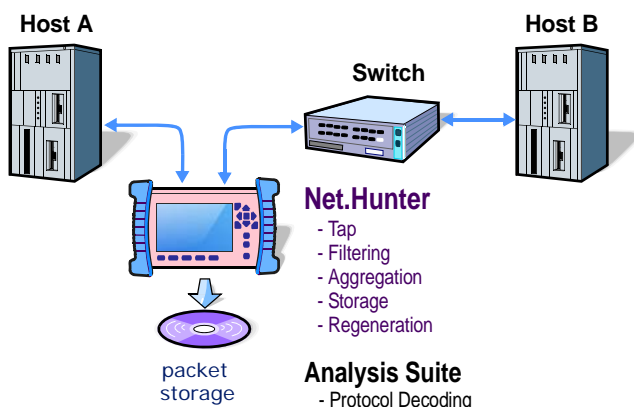 Host A
Host B
Switch
Net.Hunter
- Tap
- Filtering
- Aggregation
- Storage
- Regeneration
packet
storage
Analysis Suite
- Protocol Decoding